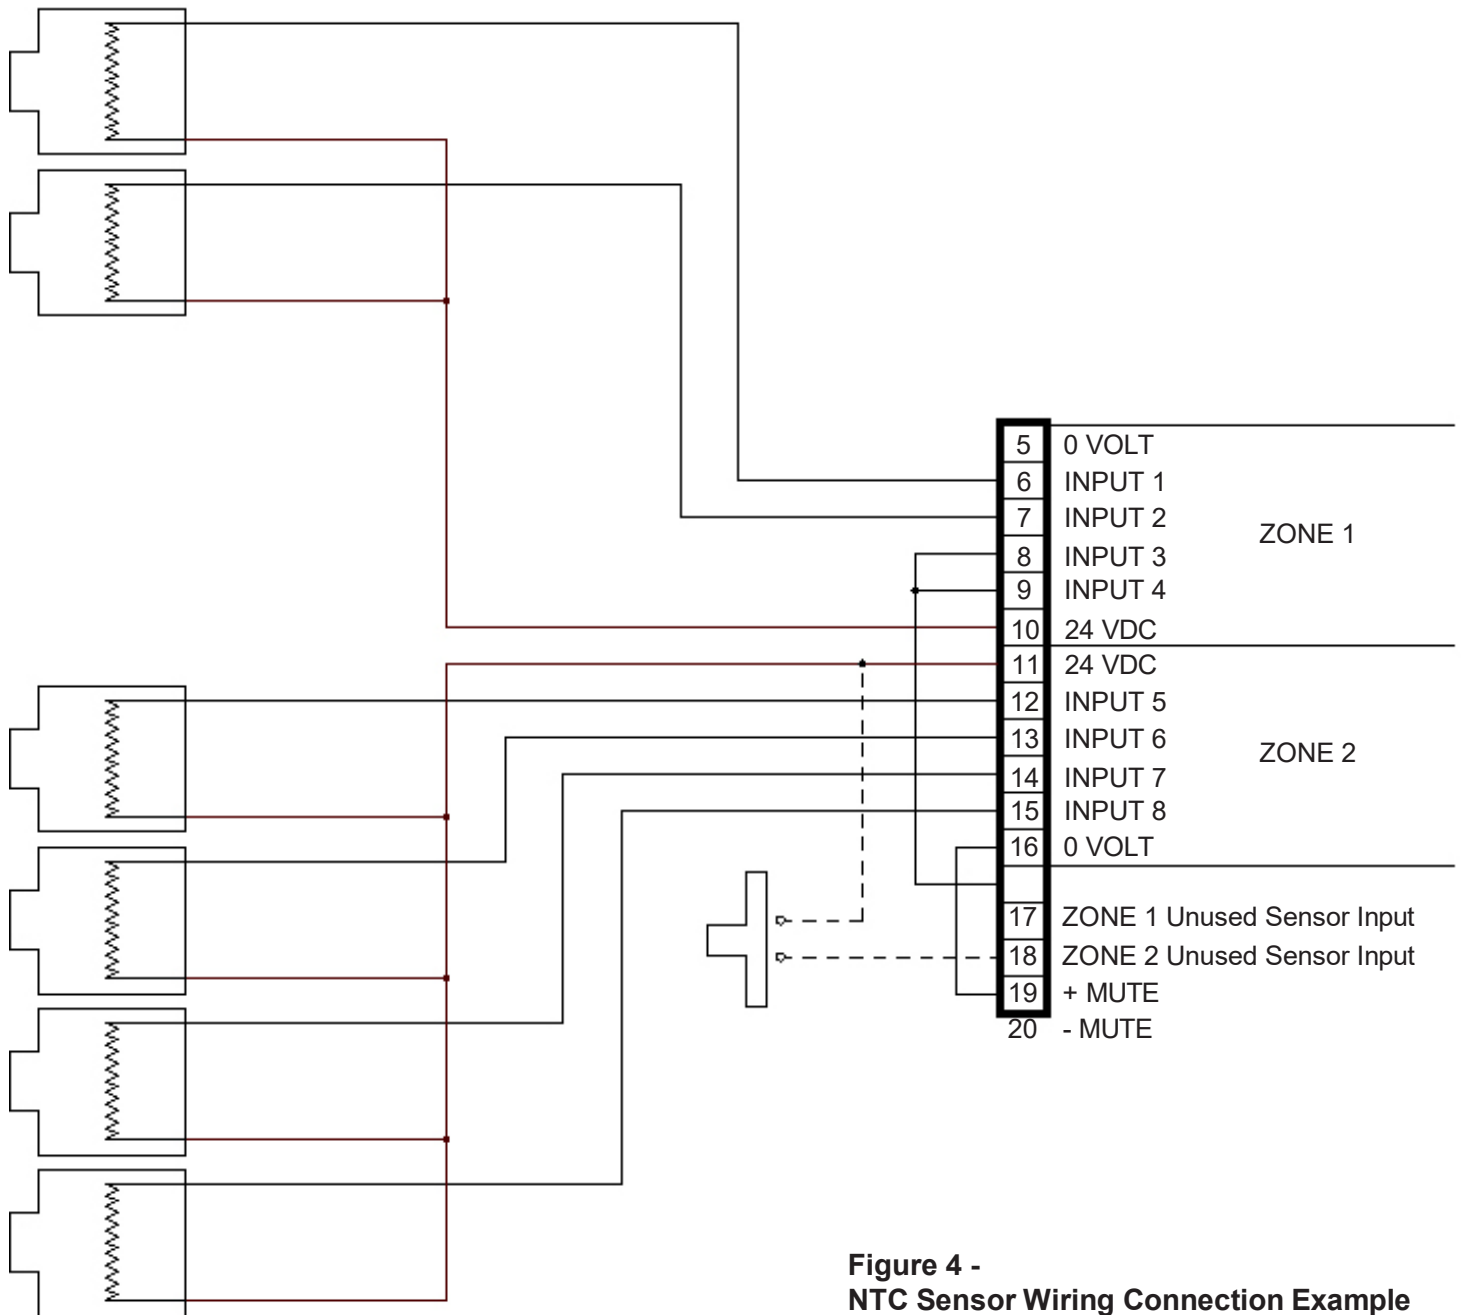 5 0 VOLT
6 INPUT 1
7 INPUT 2
ZONE 1
8 INPUT 3
9 INPUT 4
10 24 VDC
11 24 VDC
12 INPUT 5
13 INPUT 6
ZONE 2
14 INPUT 7
15 INPUT 8
16 0 VOLT
17 ZONE 1 Unused Sensor Input
18 ZONE 2 Unused Sensor Input
19 + MUTE
20 - MUTE
Figure 4 -
NTC Sensor Wiring Connection Example